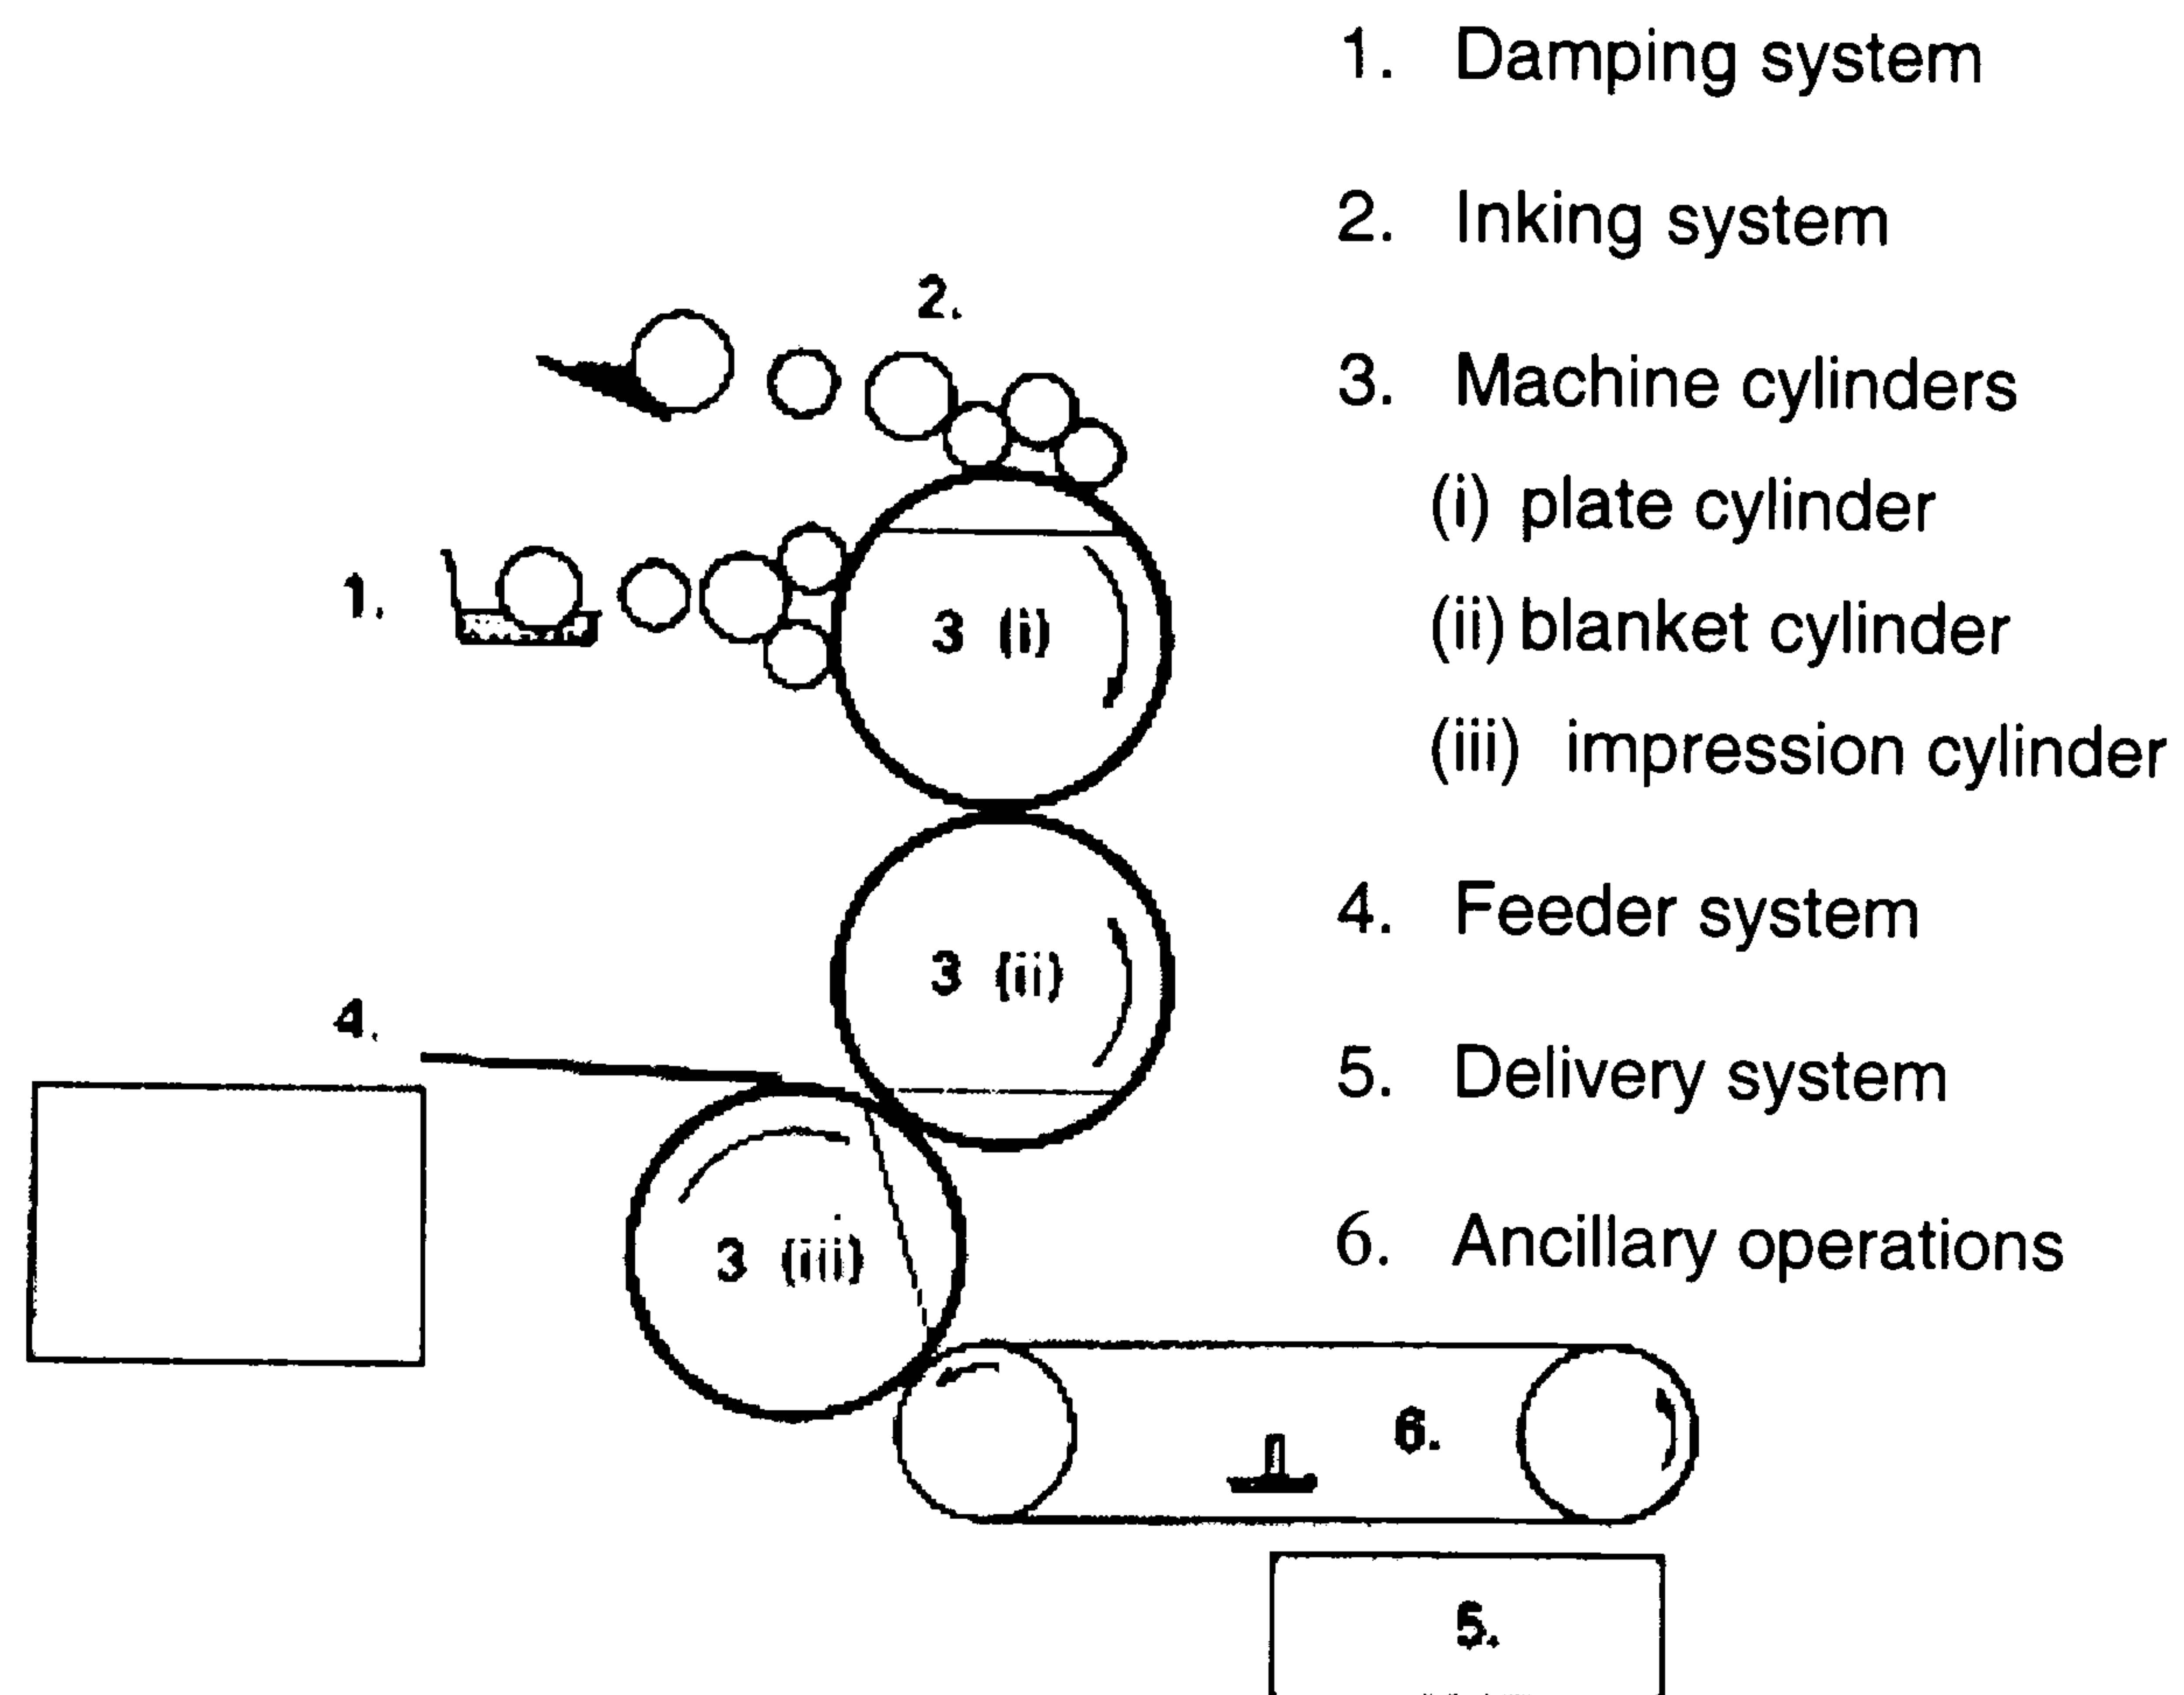 1. Damping system
2. Inking system
3. Machine cylinders
(i) plate cylinder
(ii) blanket cylinder
(iii) impression cylinder
4. Feeder system
5. Delivery system
6. Ancillary operations
2.
1.
3 (i)
3 (ii)
4.
3 (iii)
6.
5.